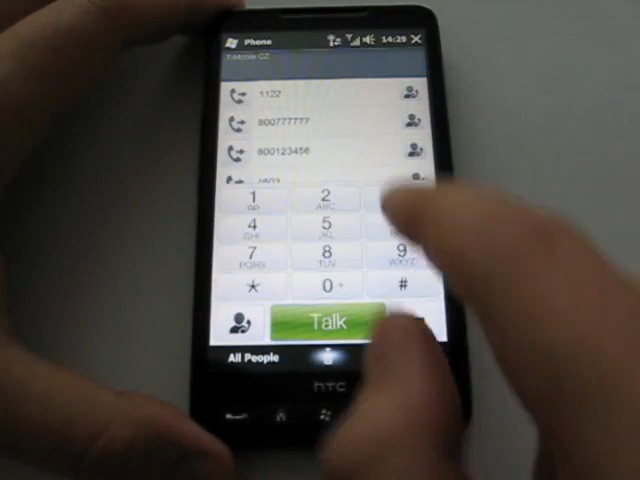 Phone 14:29
T-Mobile CZ
1122
800777777
800123456
1 2
ABC
4 5
GHI JKL
7 8 9
PQRS TUV WXYZ
* 0 + #
Talk
All People
hTC